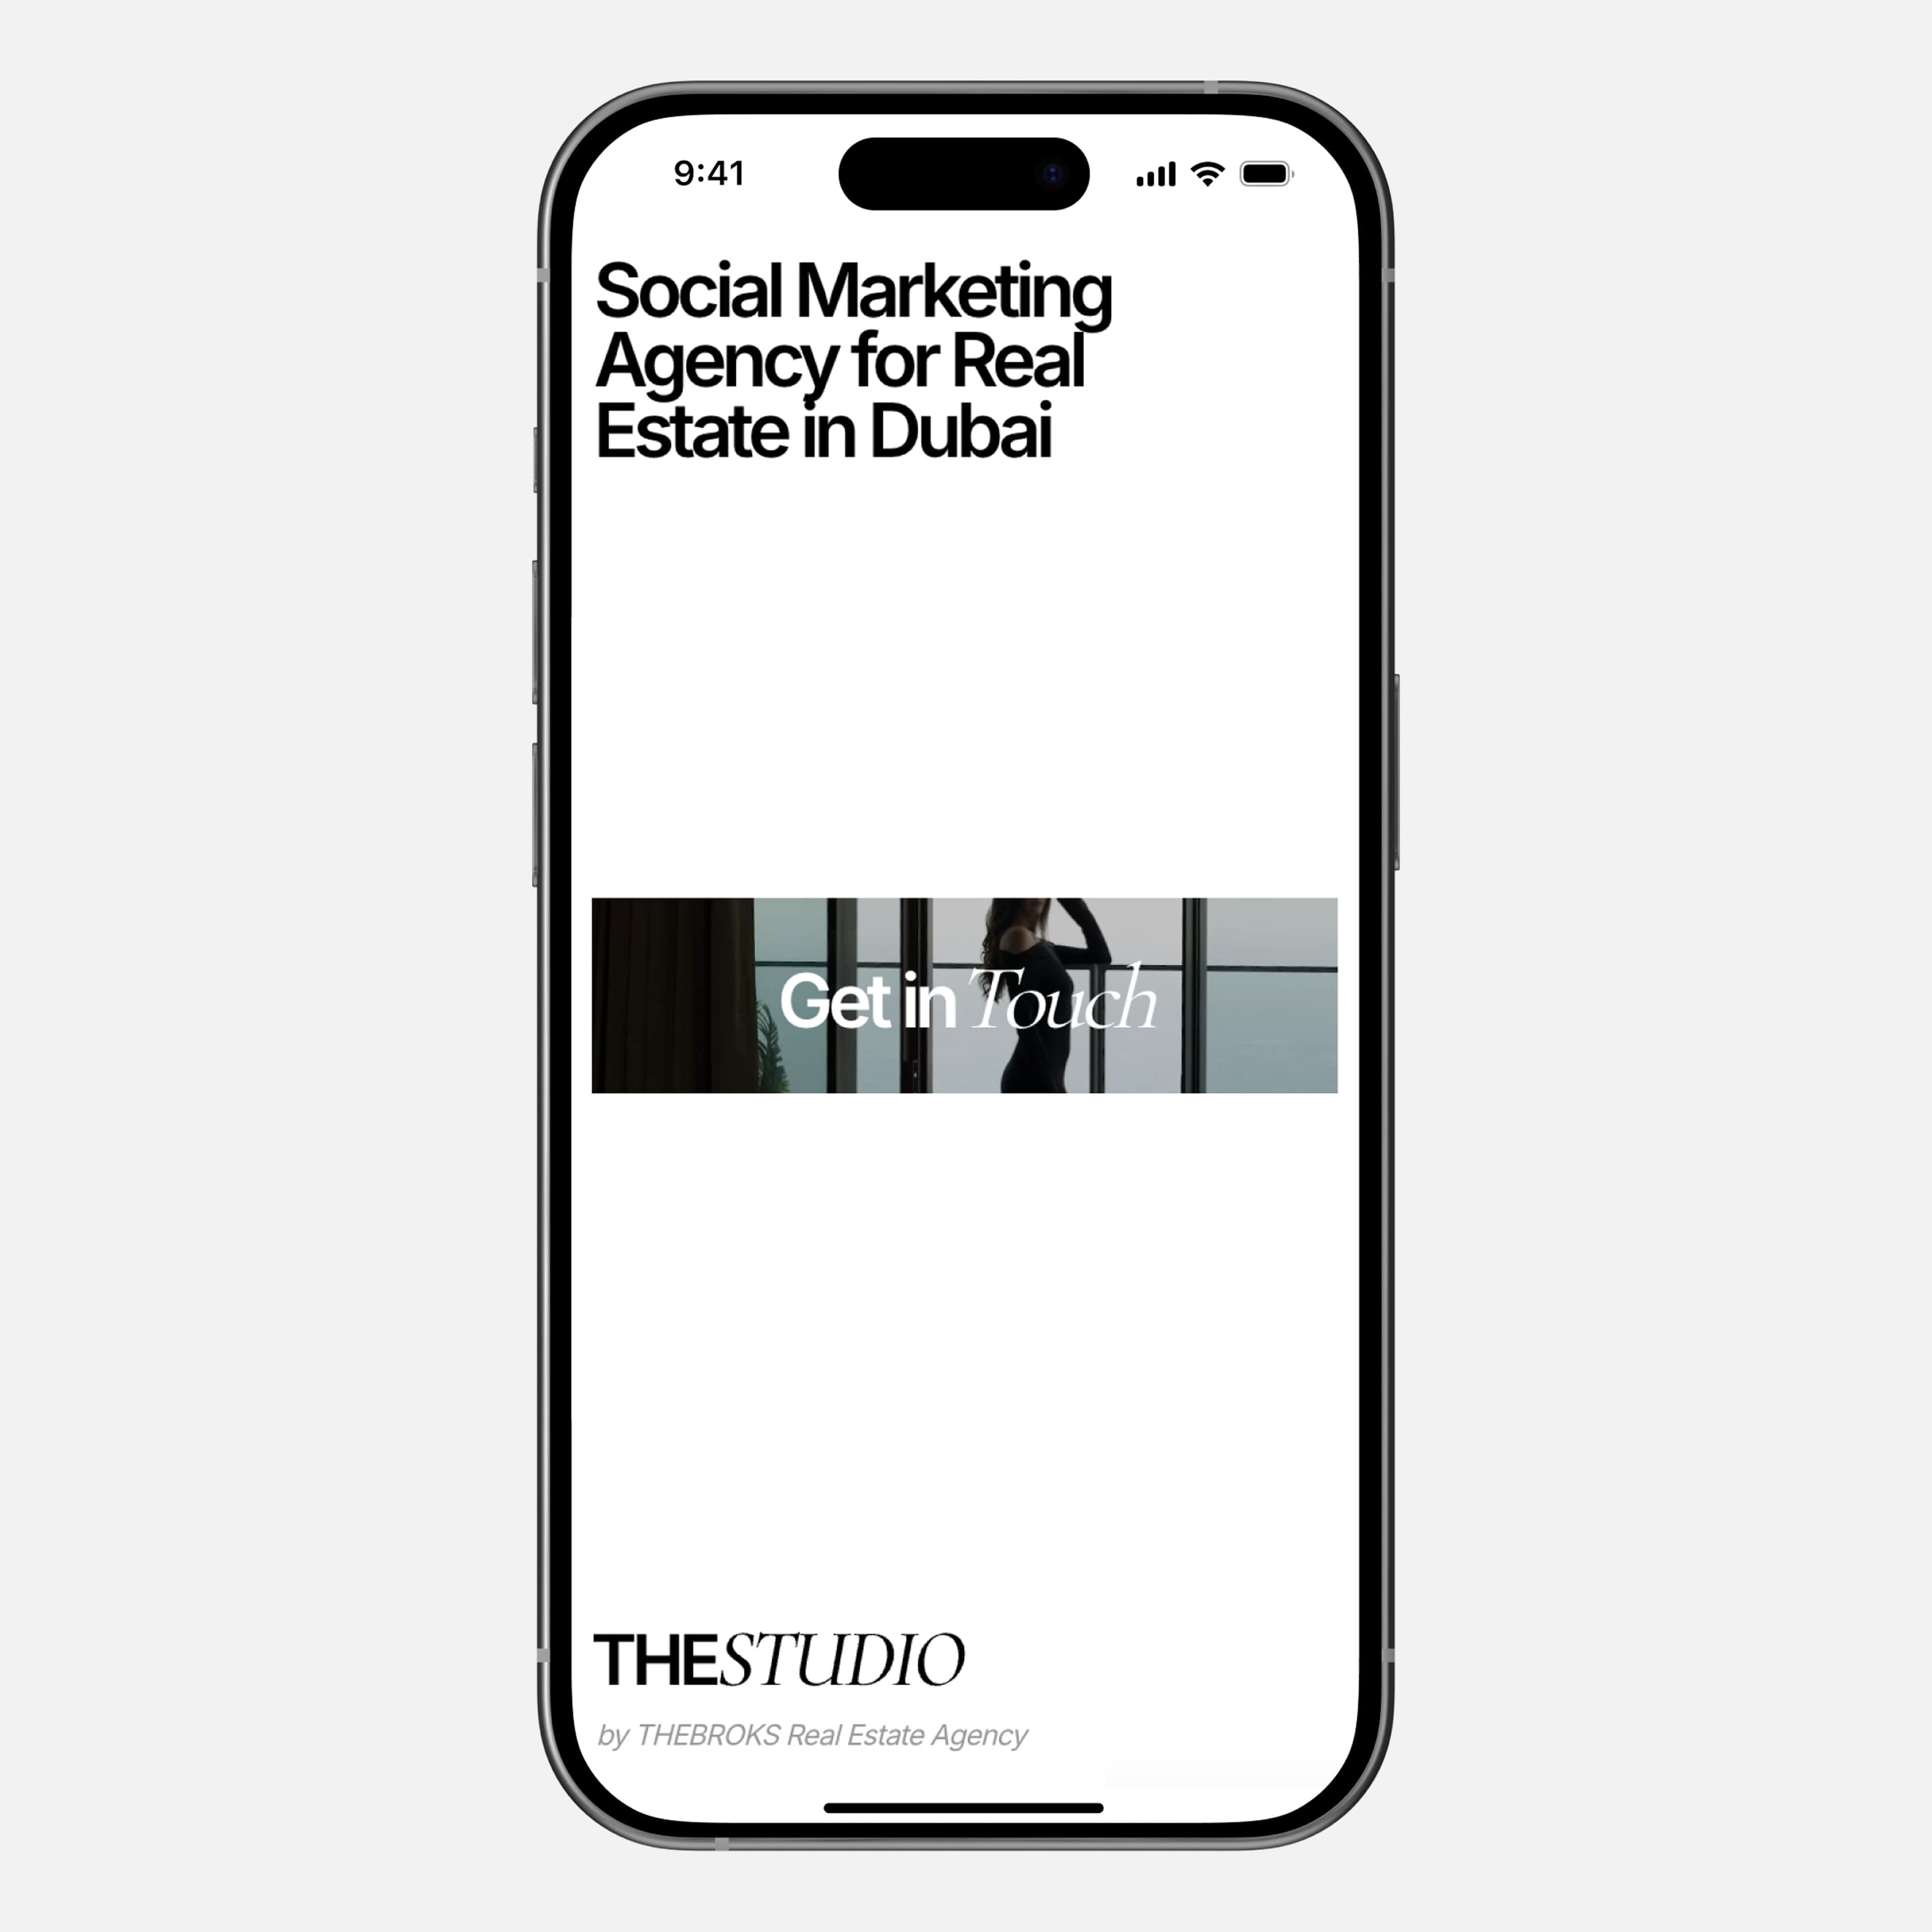 9:41
Social Marketing
Agency for Real
Estate in Dubai
Get in Touch
THESTUDIO
by THEBROKS Real Estate Agency